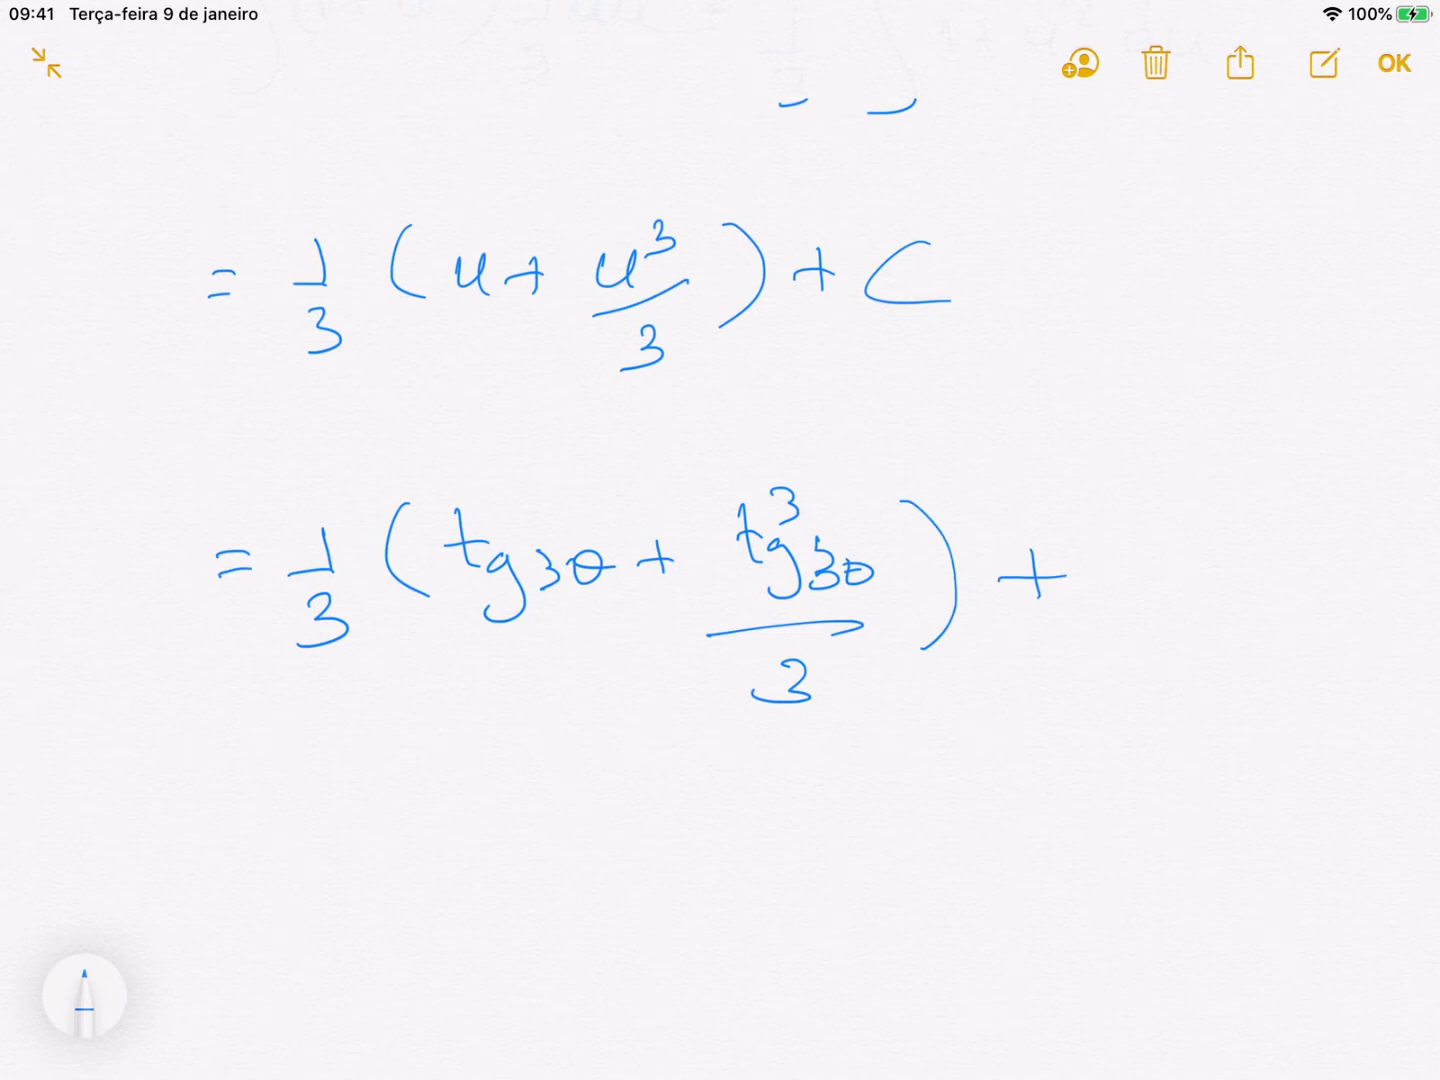 09:41 Terça-feira 9 de janeiro 100%
OK
= 1/3 (u + u³/3) + C
= 1/3 (tg3θ + tg³3θ/3) +